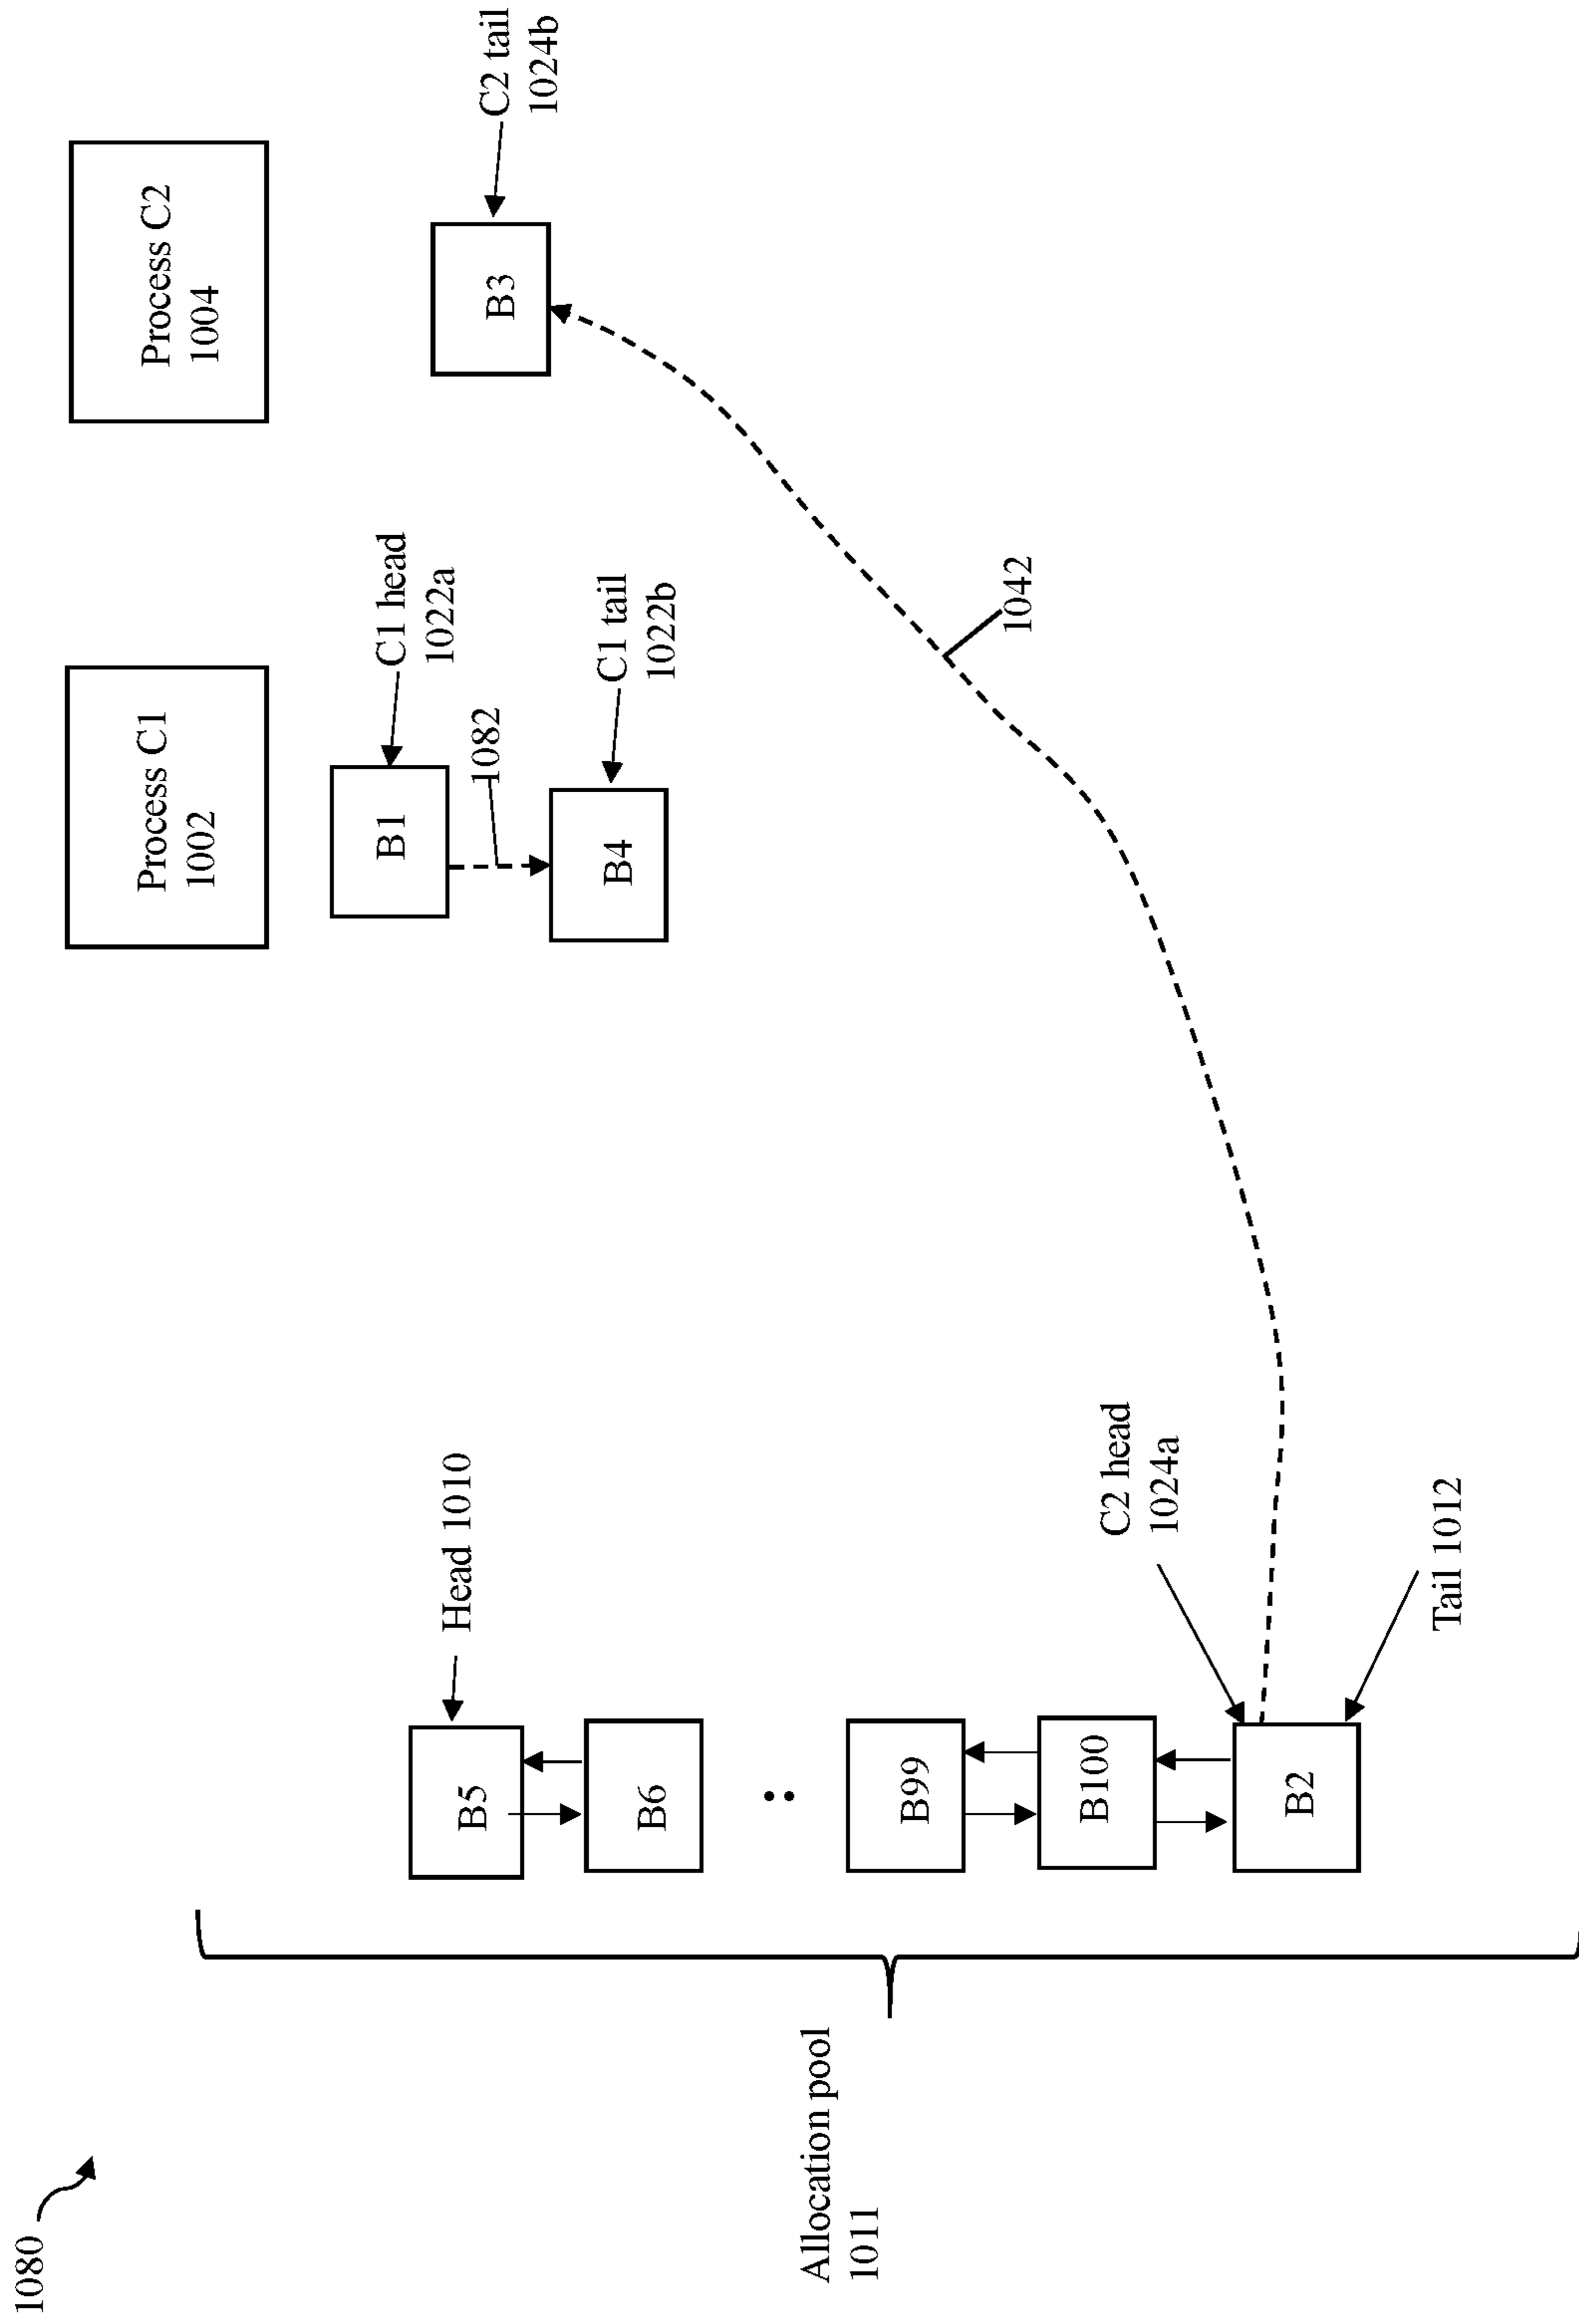 1080
Allocation pool
1011
B5
Head 1010
B6
B99
B100
B2
C2 head
1024a
Tail 1012
Process C1
1002
B1
C1 head
1022a
1082
B4
C1 tail
1022b
1042
Process C2
1004
B3
C2 tail
1024b